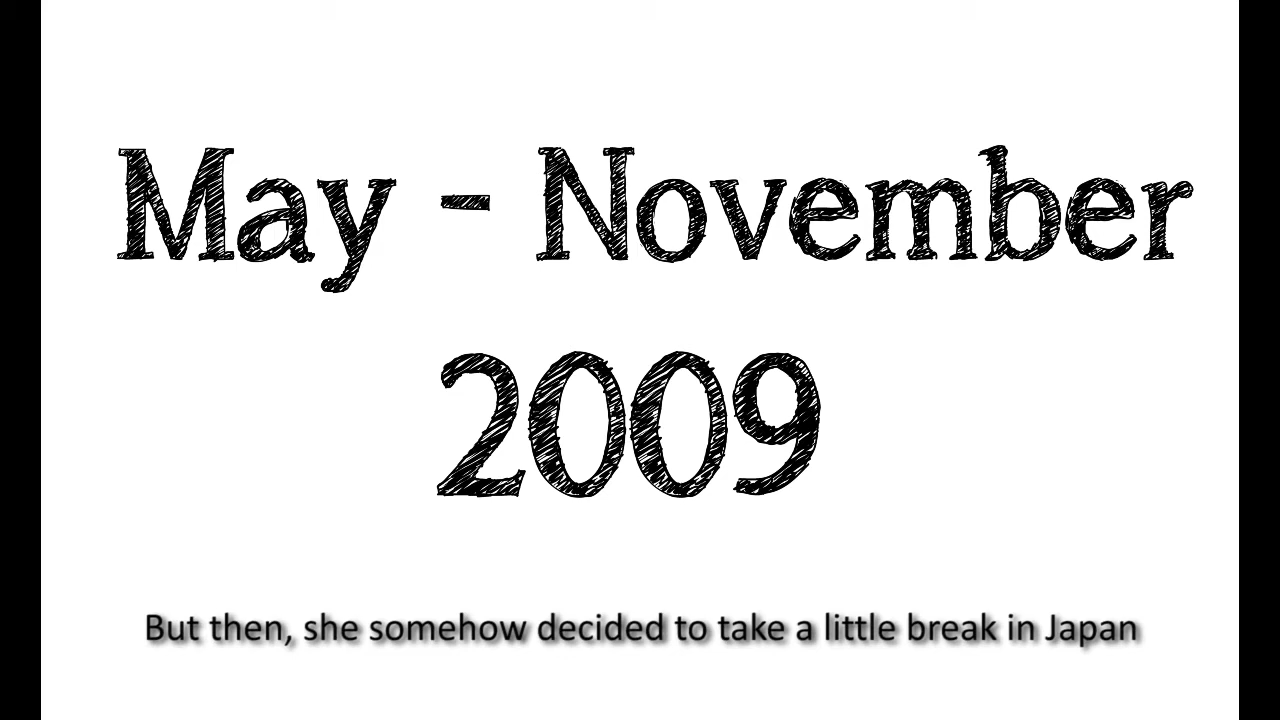 May - November
2009
But then, she somehow decided to take a little break in Japan